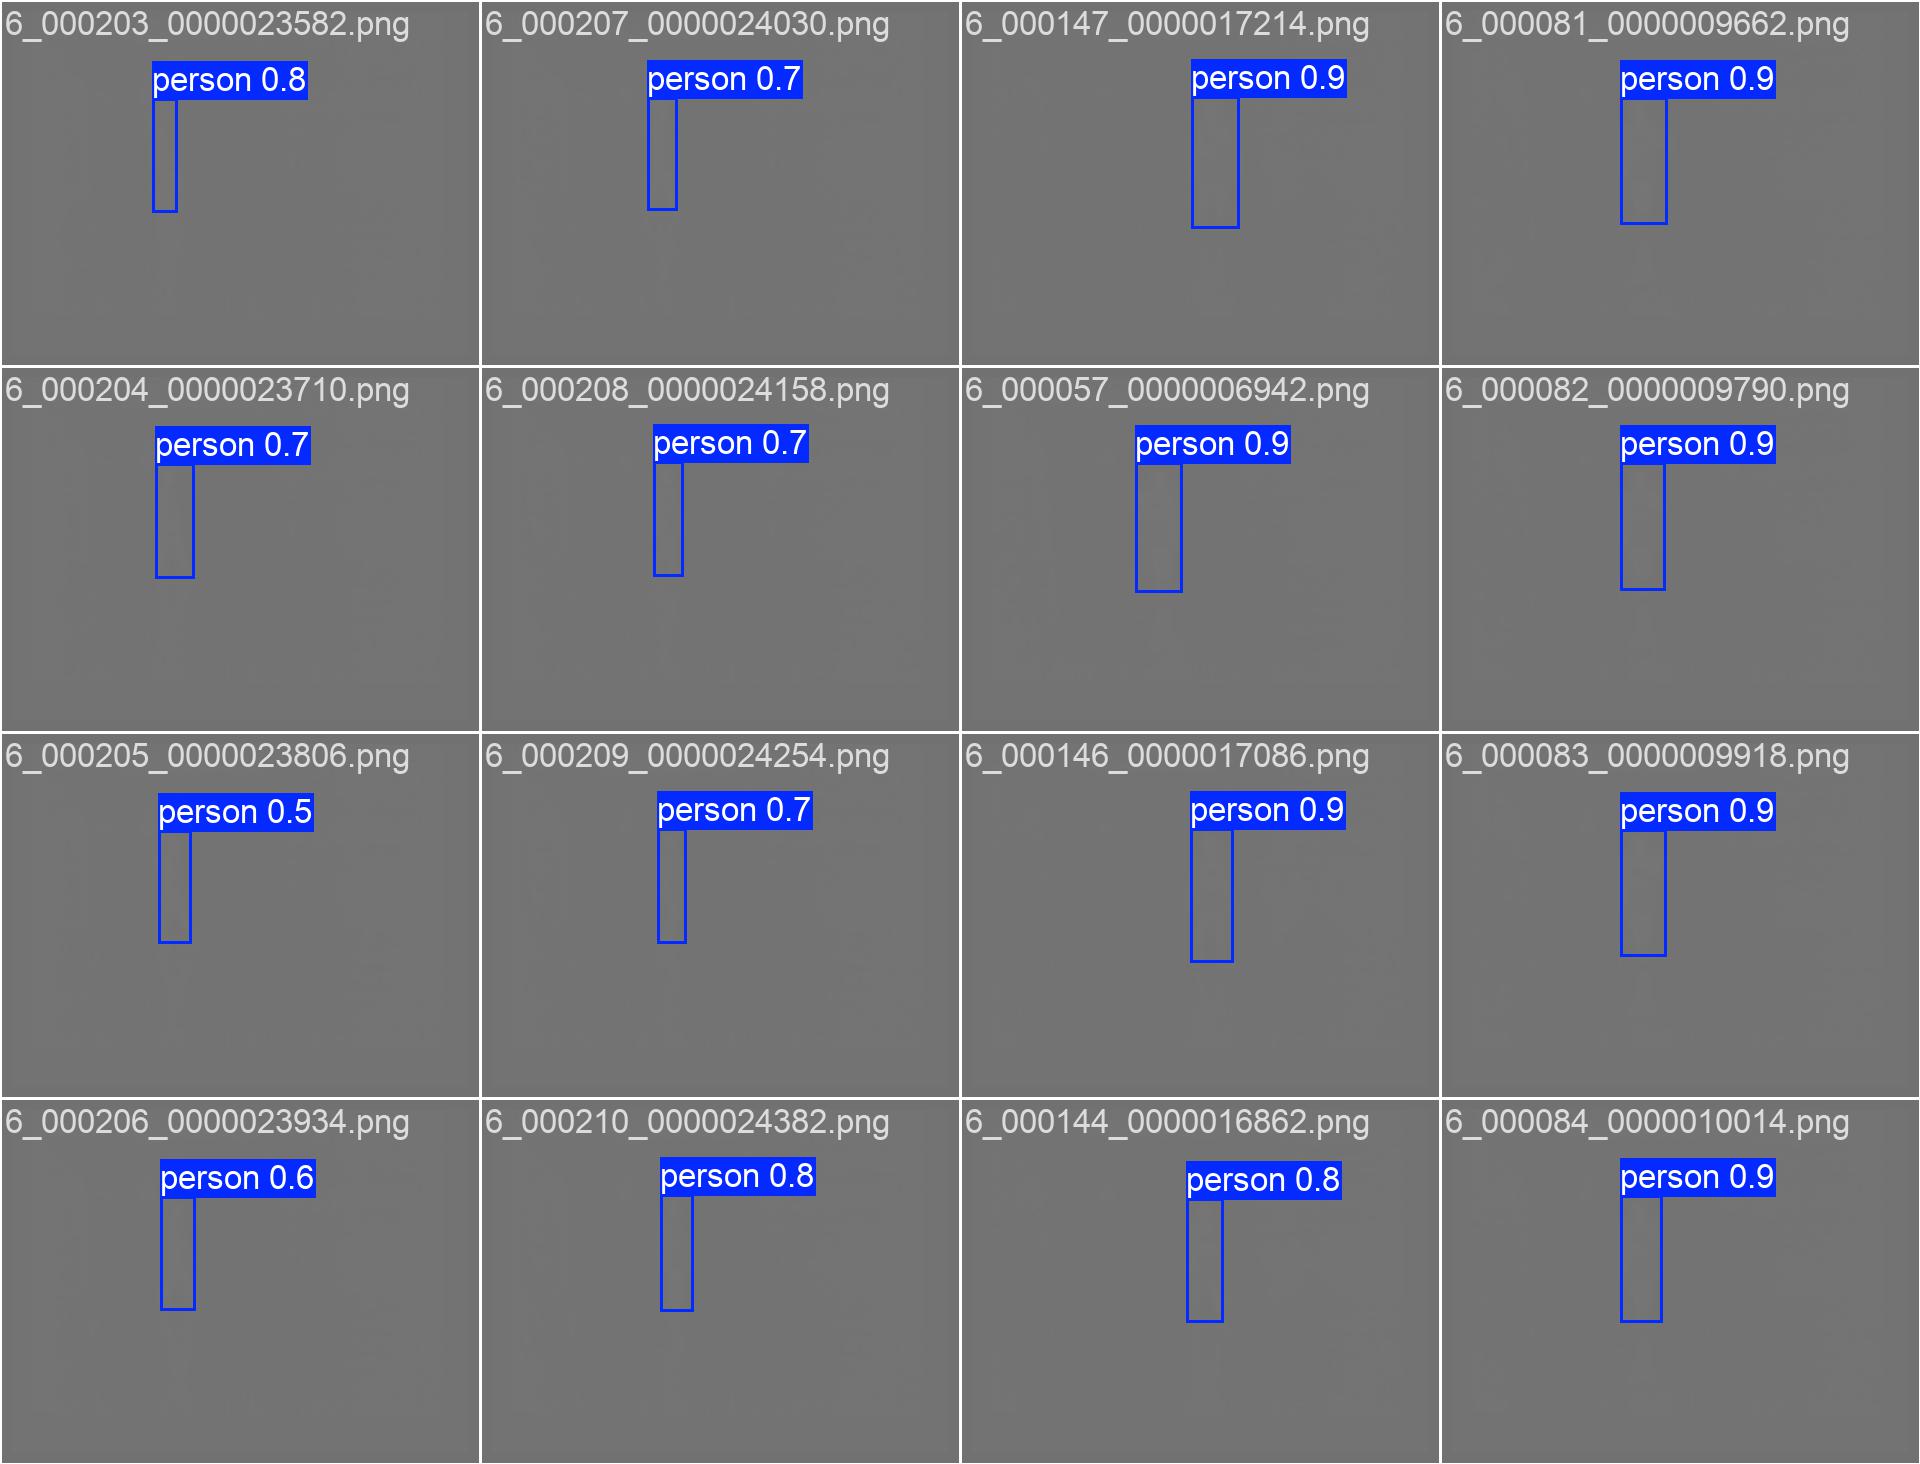 6_000203_0000023582.png
person 0.8
6_000207_0000024030.png
person 0.7
6_000147_0000017214.png
person 0.9
6_000081_0000009662.png
person 0.9
6_000204_0000023710.png
person 0.7
6_000208_0000024158.png
person 0.7
6_000057_0000006942.png
person 0.9
6_000082_0000009790.png
person 0.9
6_000205_0000023806.png
person 0.5
6_000209_0000024254.png
person 0.7
6_000146_0000017086.png
person 0.9
6_000083_0000009918.png
person 0.9
6_000206_0000023934.png
person 0.6
6_000210_0000024382.png
person 0.8
6_000144_0000016862.png
person 0.8
6_000084_0000010014.png
person 0.9